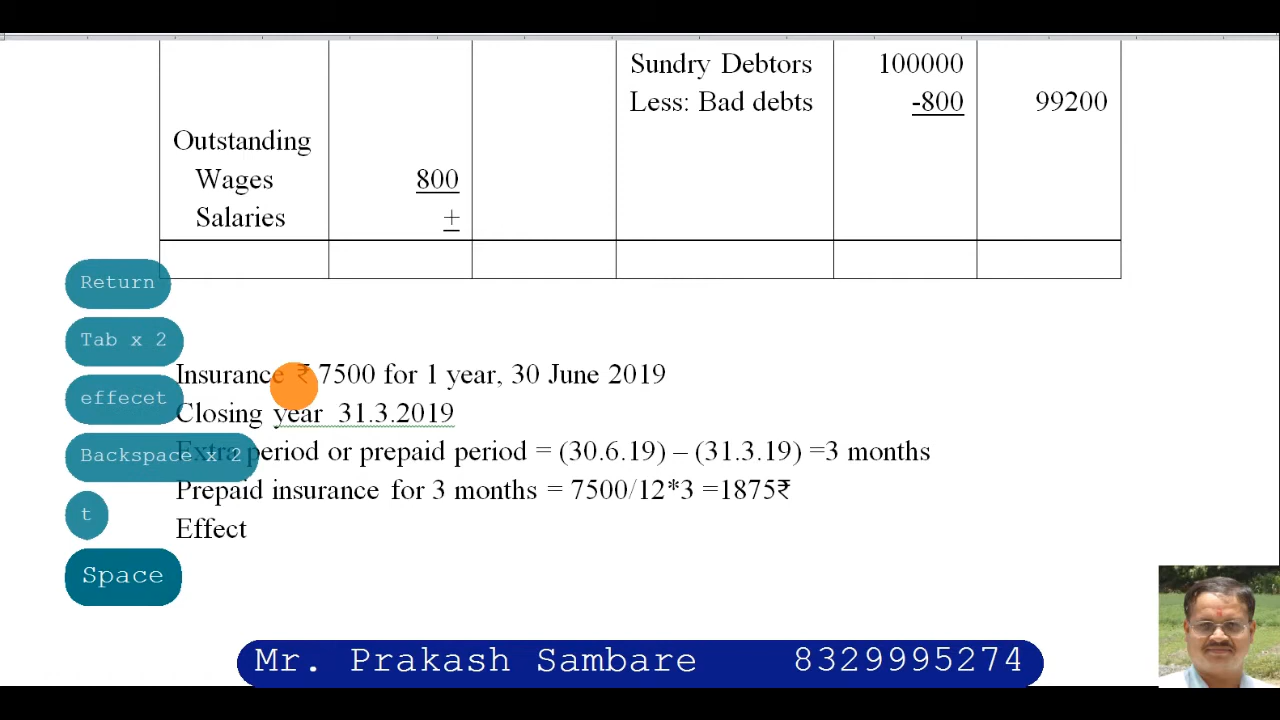 Sundry Debtors 100000
Less: Bad debts -800 99200
Outstanding
Wages 800
Salaries +
Return
Tab x 2
Insurance ₹ 7500 for 1 year, 30 June 2019
effecet
Closing year 31.3.2019
Backspace x 2
Extra period or prepaid period = (30.6.19) – (31.3.19) =3 months
Prepaid insurance for 3 months = 7500/12*3 =1875₹
t
Effect
Space
Mr. Prakash Sambare 8329995274